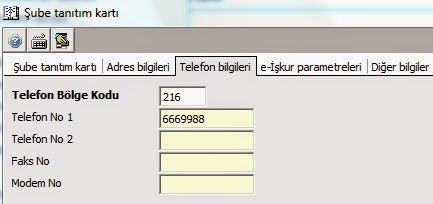 Şube tanıtım kartı
Şube tanıtım kartı Adres bilgileri Telefon bilgileri e-İşkur parametreleri Diğer bilgiler
Telefon Bölge Kodu 216
Telefon No 1 6669988
Telefon No 2
Faks No
Modem No